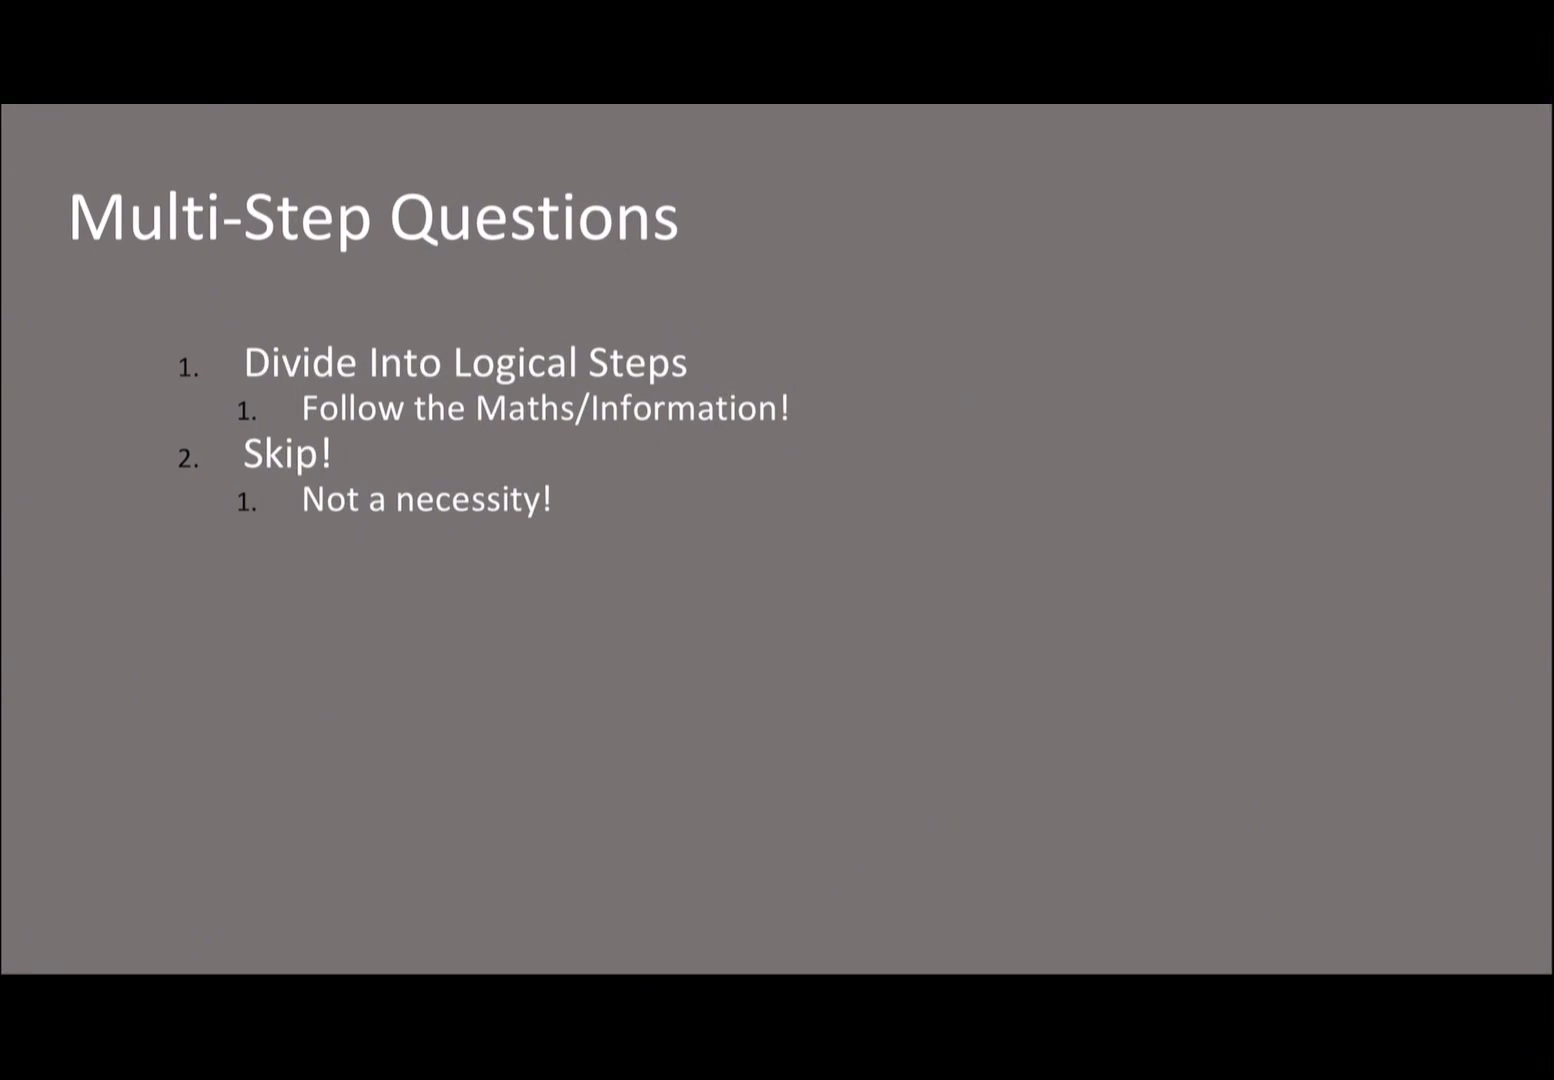 Multi-Step Questions
1. Divide Into Logical Steps
1. Follow the Maths/Information!
2. Skip!
1. Not a necessity!